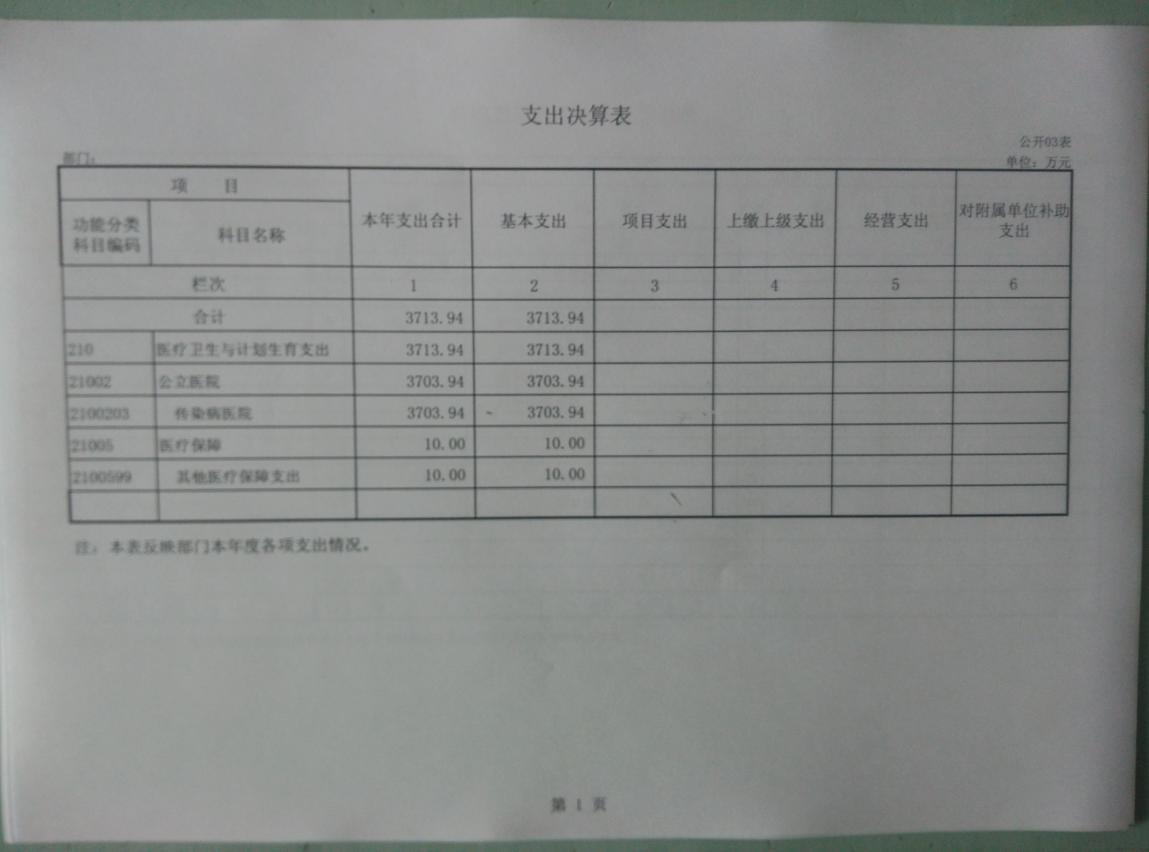 支出决算表
公开03表
部门：
单位：万元
项 目
本年支出合计 基本支出 项目支出 上缴上级支出 经营支出 对附属单位补助
支出
功能分类
科目编码
科目名称
栏次 1 2 3 4 5 6
合计 3713.94 3713.94
210 医疗卫生与计划生育支出 3713.94 3713.94
21002 公立医院 3703.94 3703.94
2100203 传染病医院 3703.94 3703.94
21005 医疗保障 10.00 10.00
2100599 其他医疗保障支出 10.00 10.00
注：本表反映部门本年度各项支出情况。
第 1 页